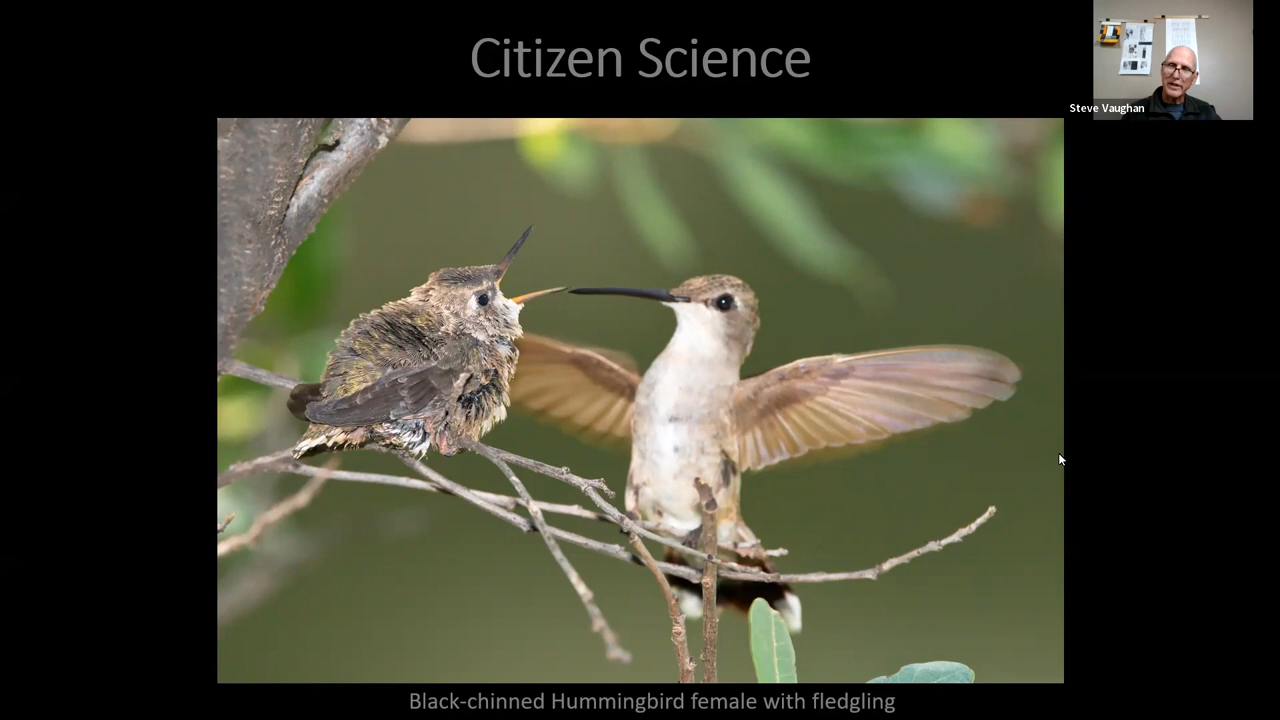 Citizen Science
Steve Vaughan
Black-chinned Hummingbird female with fledgling